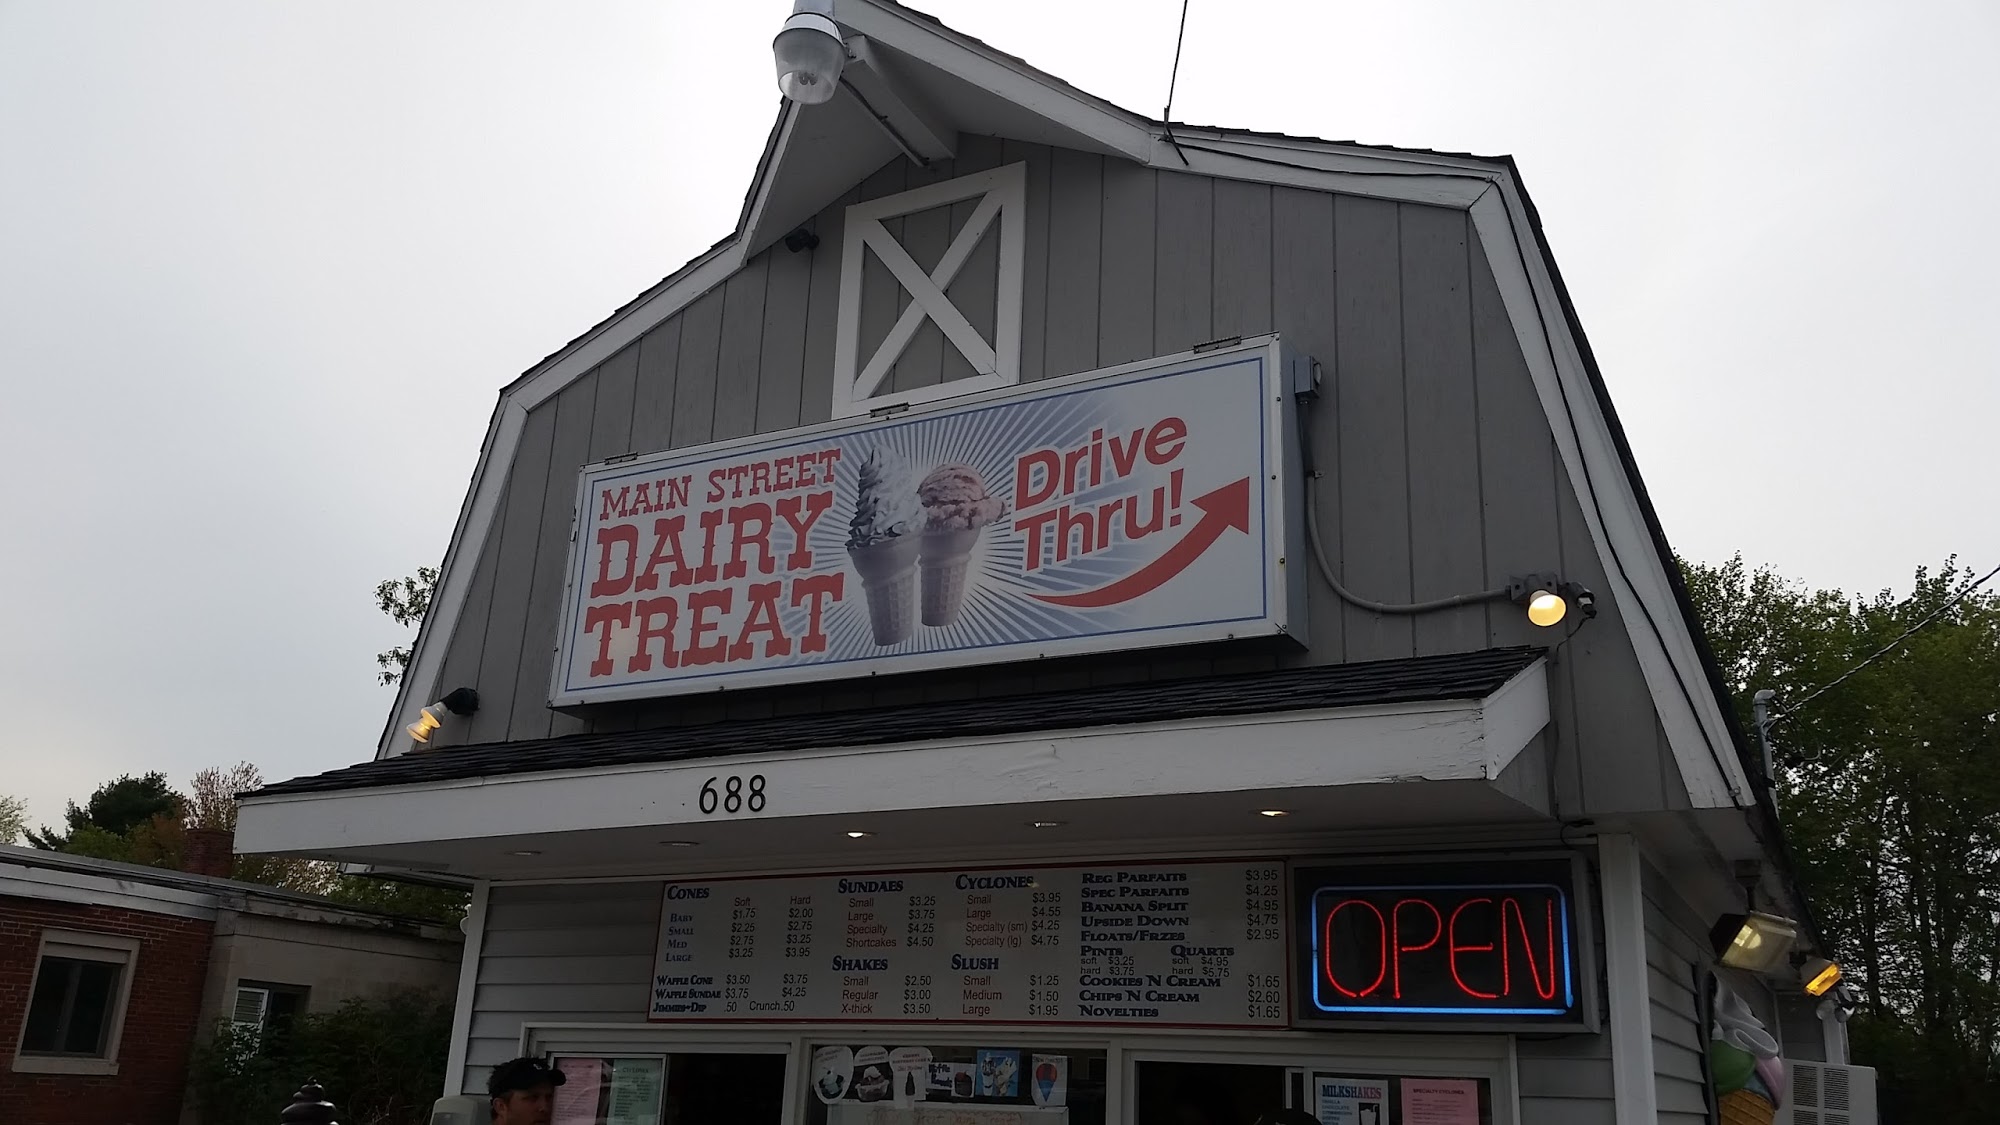 MAIN STREET
DAIRY
TREAT
Drive
Thru!
688
CONES
Soft Hard
BABY $1.75 $2.00
SMALL $2.25 $2.75
MED $2.75 $3.25
LARGE $3.25 $3.95
WAFFLE CONE $3.50 $3.75
WAFFLE SUNDAE $3.75 $4.25
JIMMIES-DIP .50 Crunch .50
SUNDAES
Small $3.25
Large $3.75
Specialty $4.25
Shortcakes $4.50
SHAKES
Small $2.50
Regular $3.00
X-thick $3.50
CYCLONES
Small $3.95
Large $4.55
Specialty (sm) $4.25
Specialty (lg) $4.75
SLUSH
Small $1.25
Medium $1.50
Large $1.95
REG PARFAITS $3.95
SPEC PARFAITS $4.25
BANANA SPLIT $4.95
UPSIDE DOWN $4.75
FLOATS/FRZES $2.95
PINTS QUARTS
soft $3.25 soft $4.95
hard $3.75 hard $5.75
COOKIES N CREAM $1.65
CHIPS 'N CREAM $2.60
NOVELTIES $1.65
OPEN
CYCLONES
MILKSHAKES
SPECIALTY CYCLONES